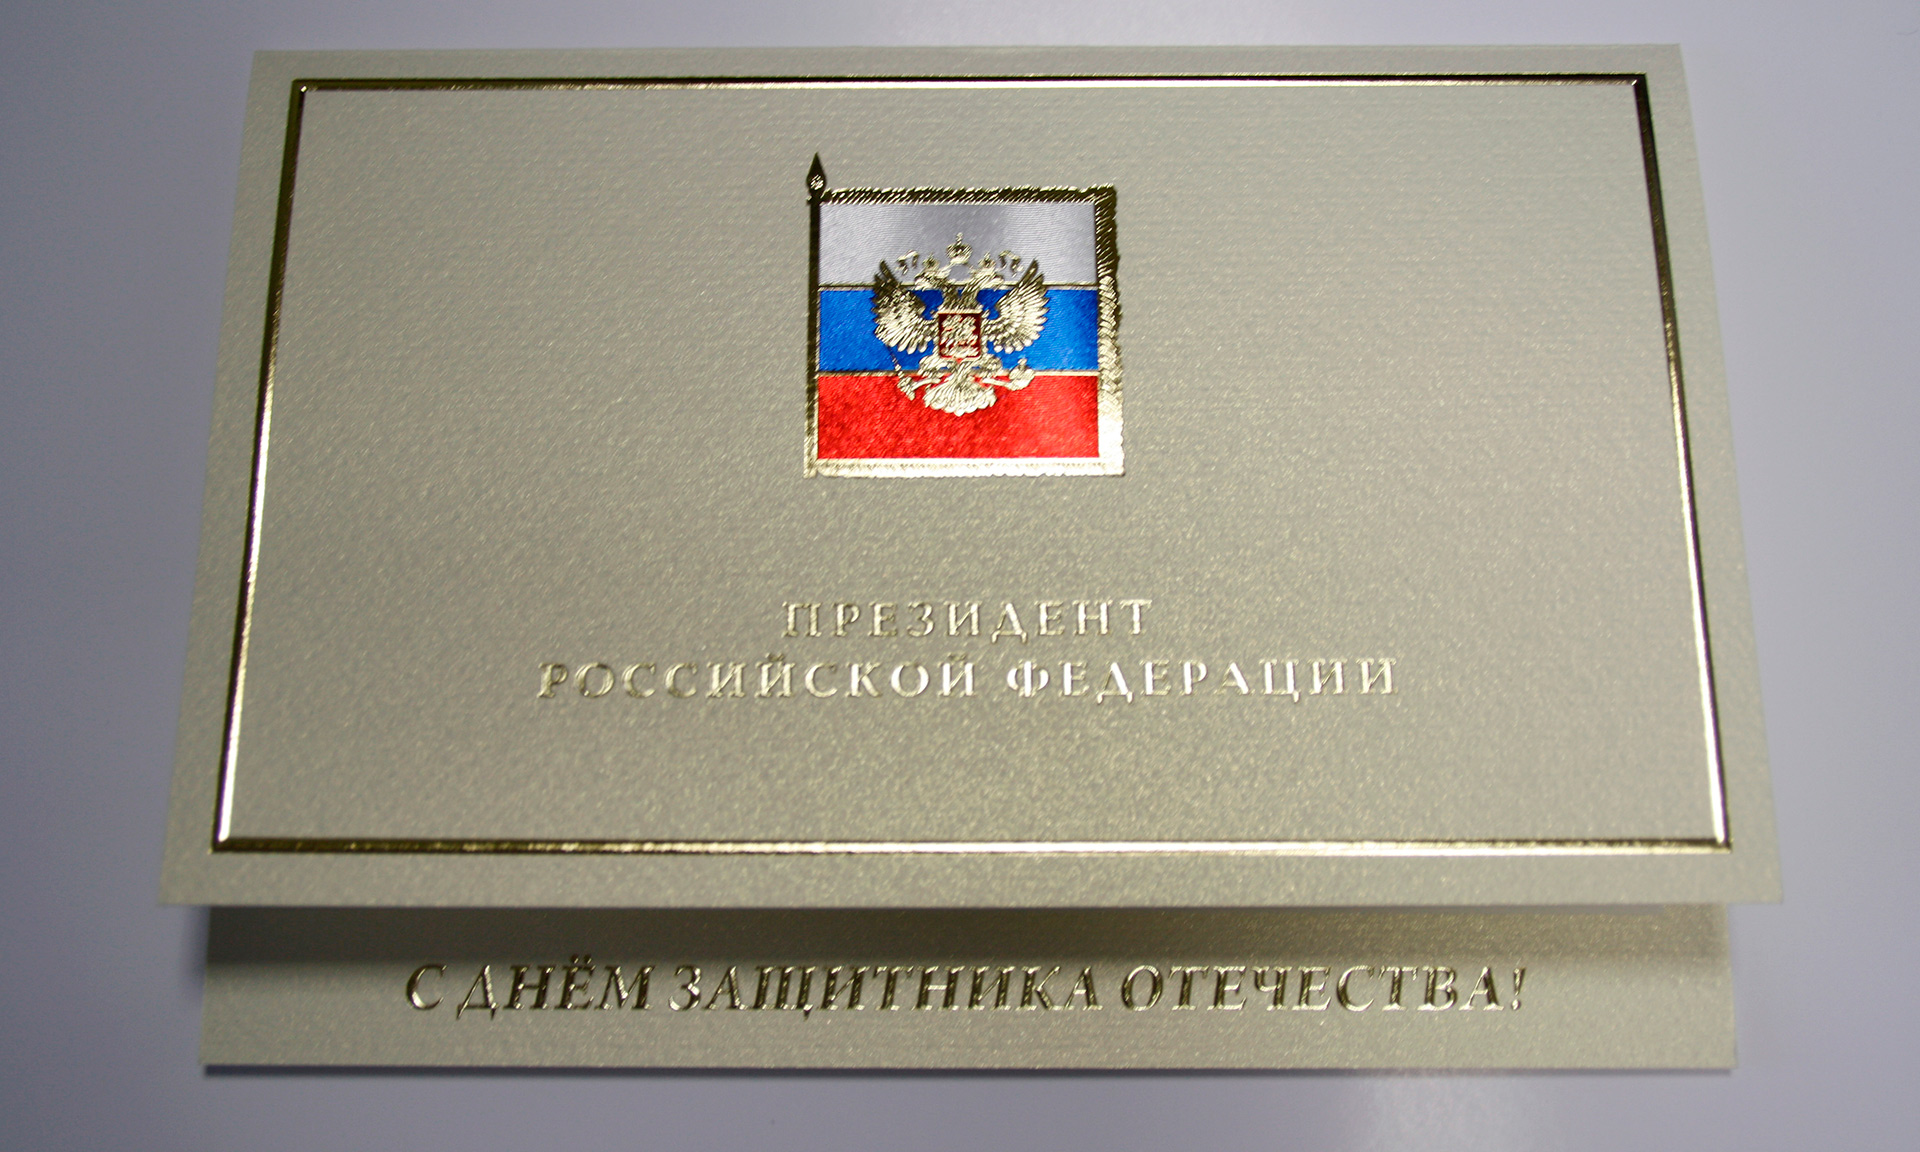 ПРЕЗИДЕНТ
РОССИЙСКОЙ ФЕДЕРАЦИИ
С ДНЁМ ЗАЩИТНИКА ОТЕЧЕСТВА!